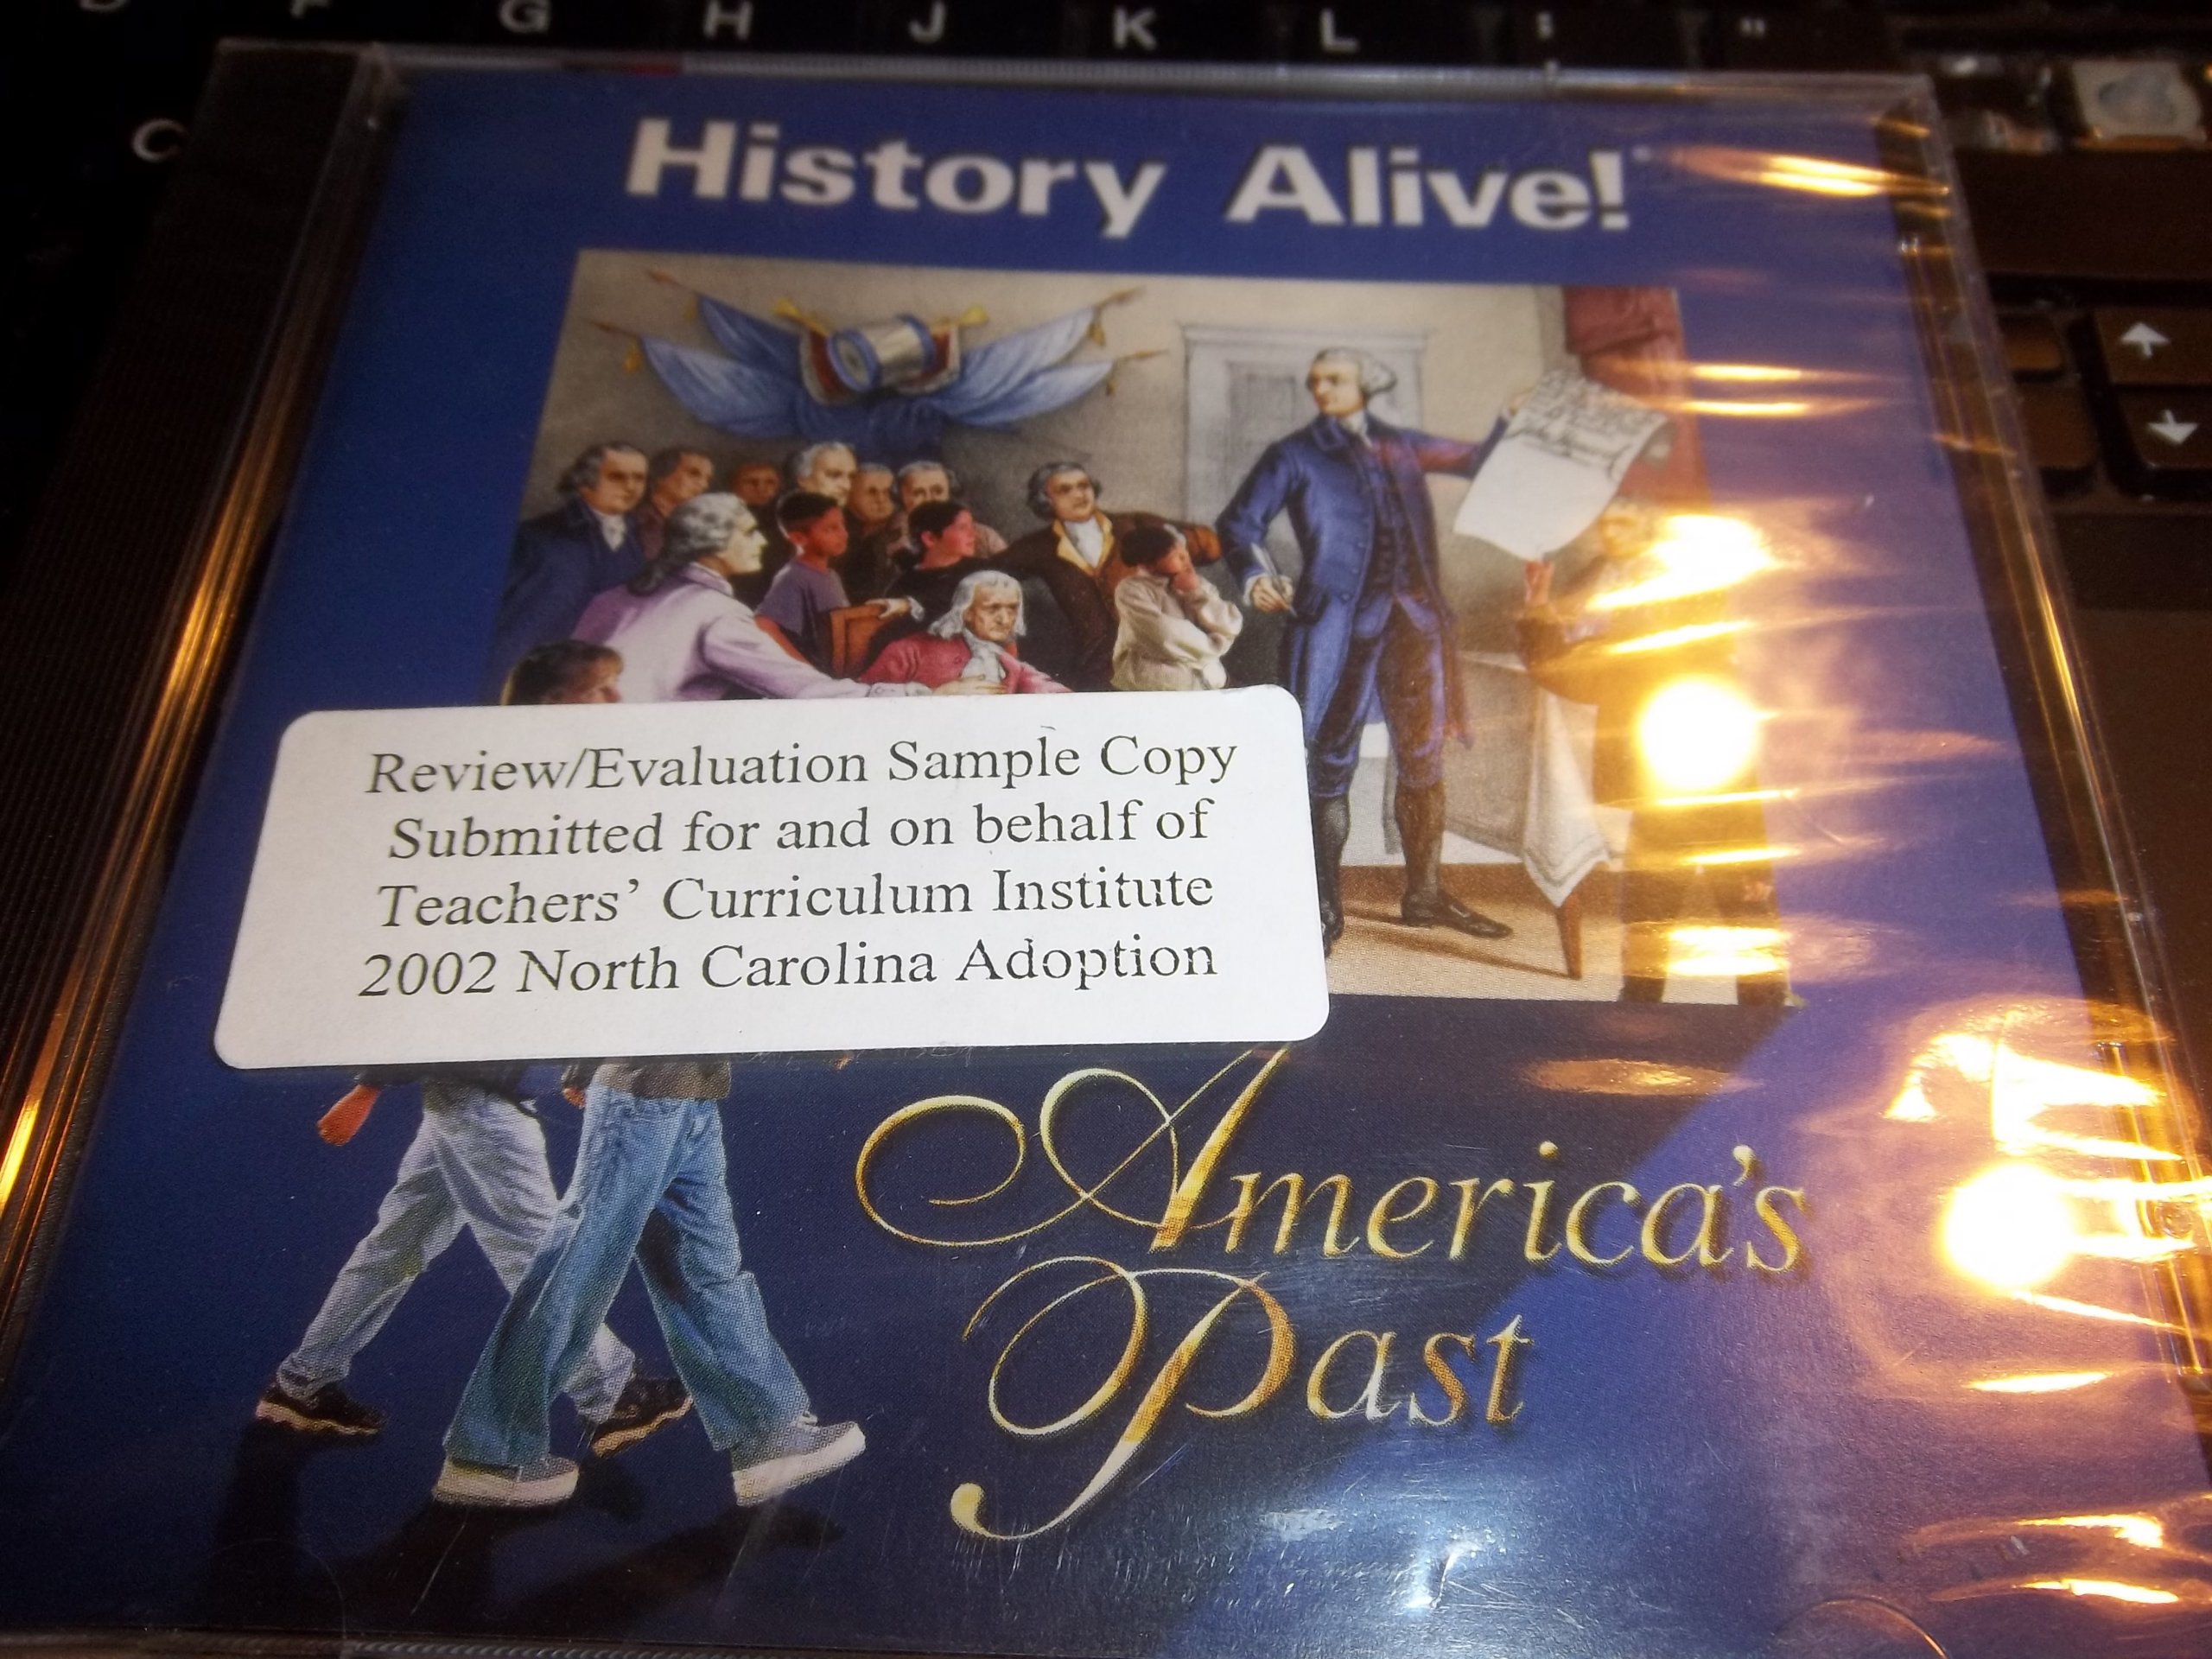 G H J K L ; "
C
History Alive!
Review/Evaluation Sample Copy
Submitted for and on behalf of
Teachers' Curriculum Institute
2002 North Carolina Adoption
America's
Past